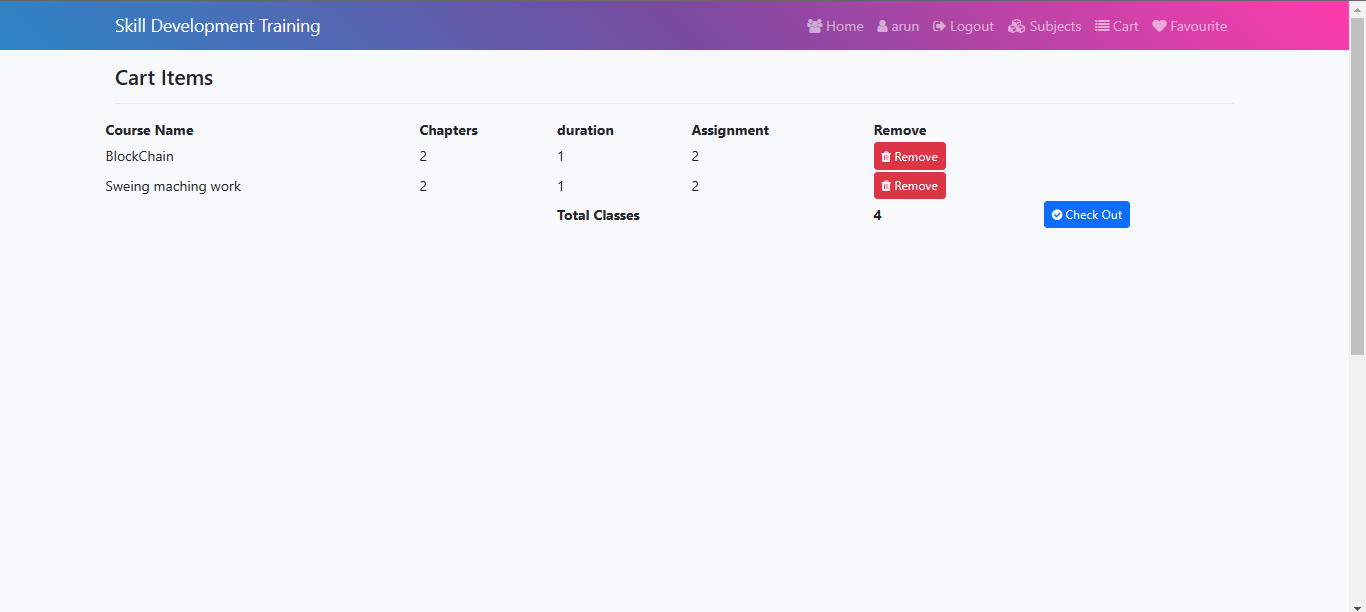 Skill Development Training Home arun Logout Subjects Cart Favourite
Cart Items
Course Name Chapters duration Assignment Remove
BlockChain 2 1 2 Remove
Sweing maching work 2 1 2 Remove
Total Classes 4 Check Out